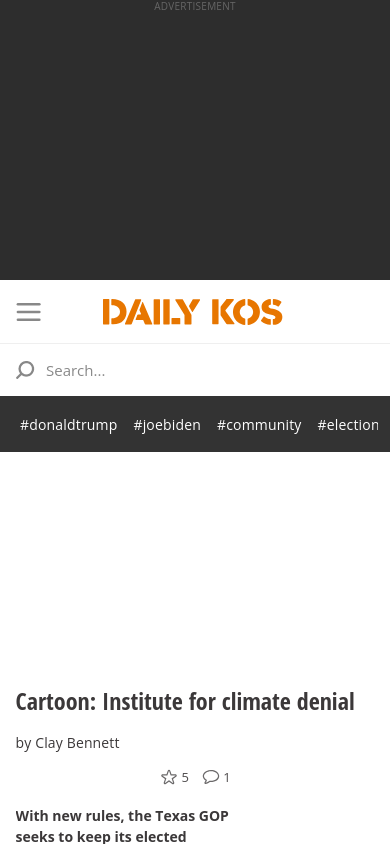 ADVERTISEMENT
DAILY KOS
Search...
#donaldtrump #joebiden #community #election
Cartoon: Institute for climate denial
by Clay Bennett
5 1
With new rules, the Texas GOP
seeks to keep its elected